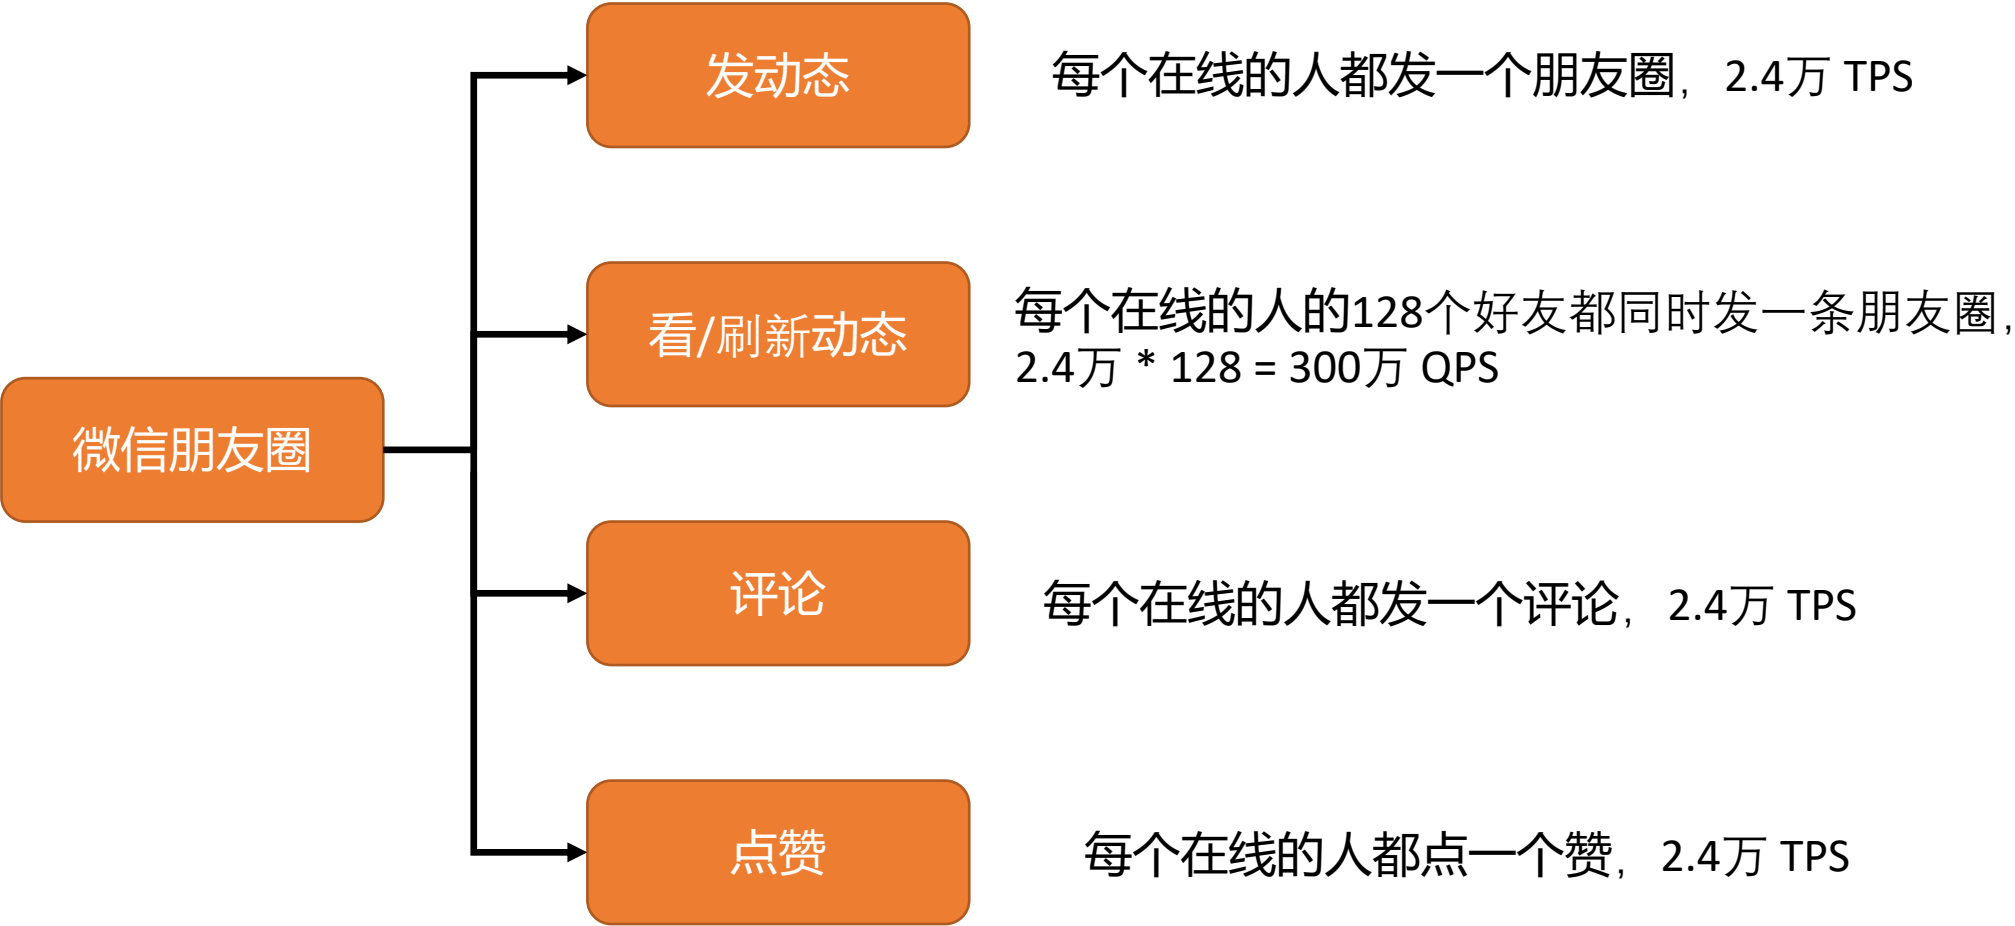 发动态
每个在线的人都发一个朋友圈，2.4万 TPS
看/刷新动态
每个在线的人的128个好友都同时发一条朋友圈，
2.4万 * 128 = 300万 QPS
微信朋友圈
评论
每个在线的人都发一个评论，2.4万 TPS
点赞
每个在线的人都点一个赞，2.4万 TPS